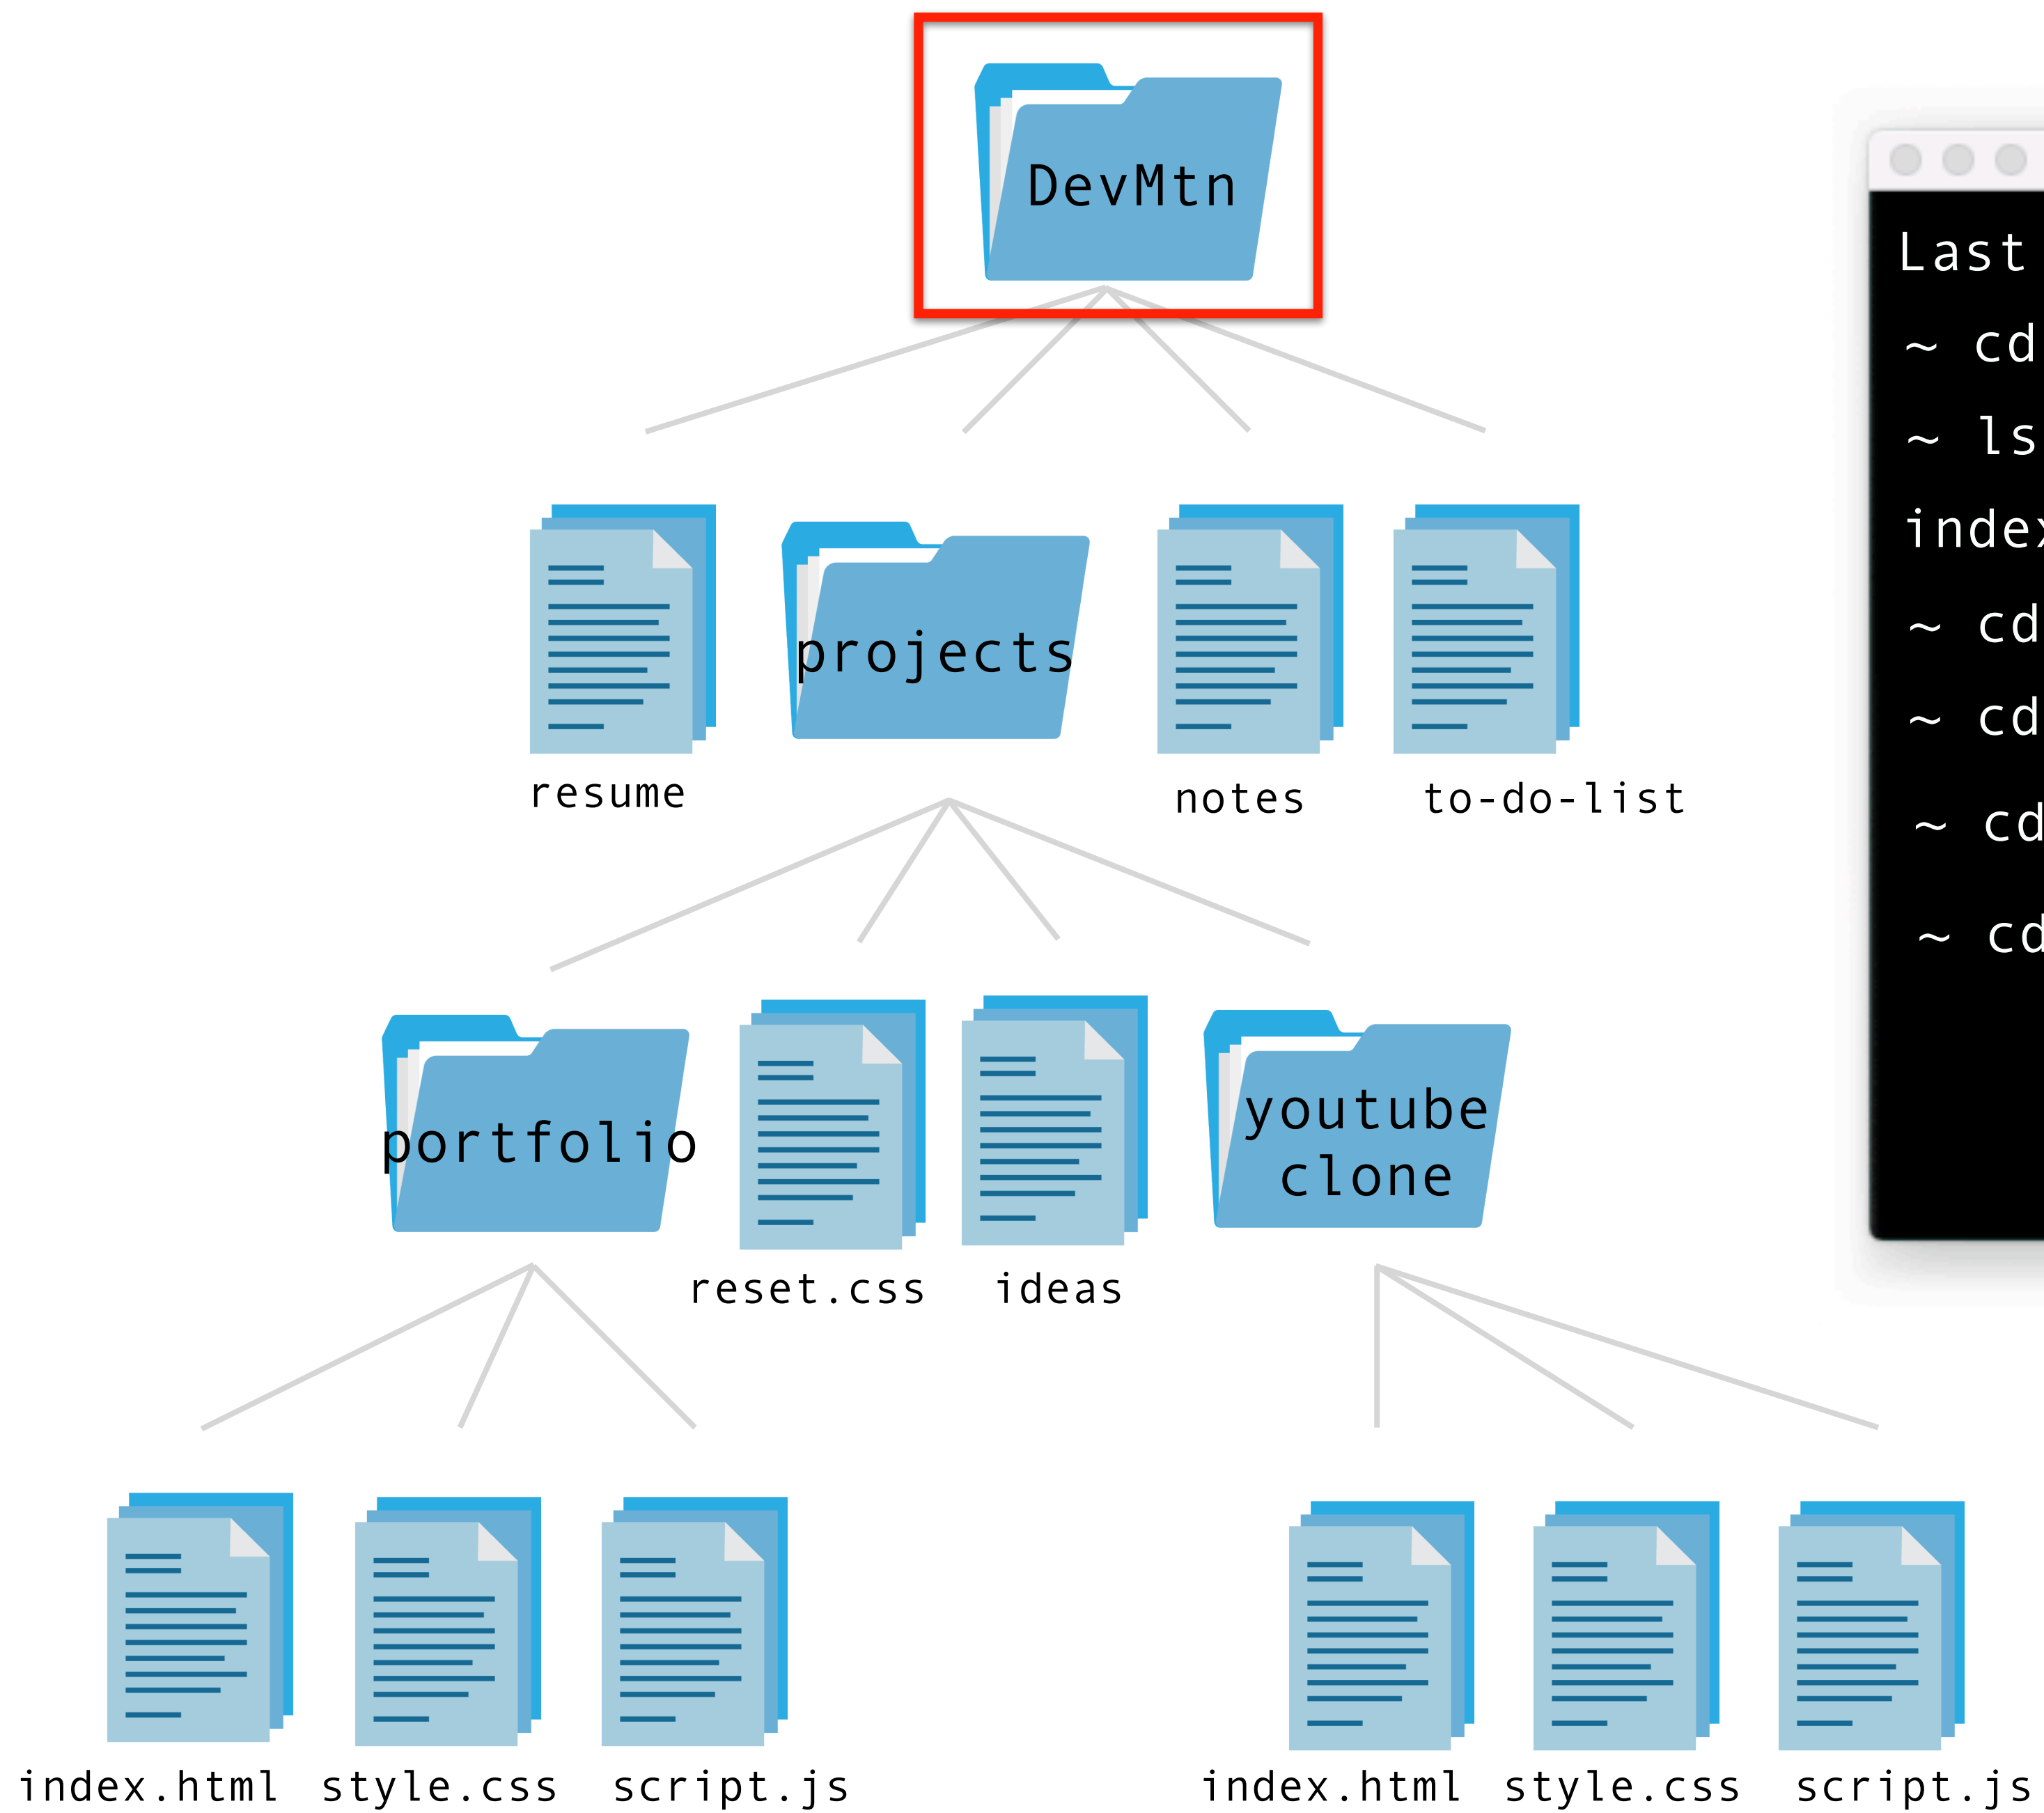 DevMtn
resume
projects
notes
to-do-list
portfolio
reset.css
ideas
youtube
clone
index.html
style.css
script.js
index.html
style.css
script.js
Last
~ cd
~ ls
~ cd
~ cd
~ cd
~ cd